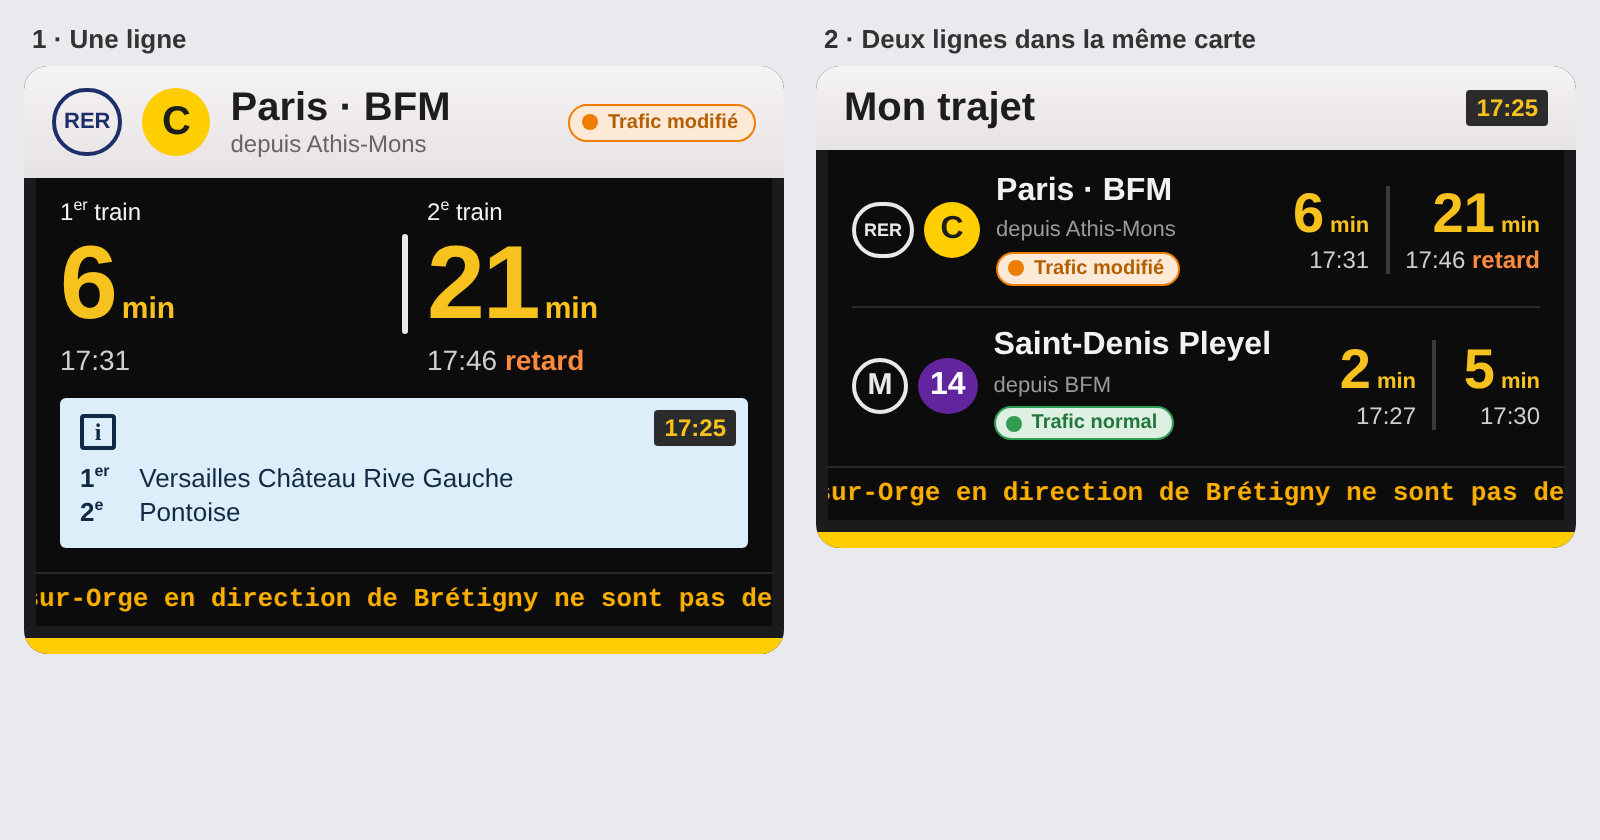 1 · Une ligne
RER C Paris · BFM
depuis Athis-Mons
Trafic modifié
1er train
6 min
17:31
2e train
21 min
17:46 retard
i
17:25
1er Versailles Château Rive Gauche
2e Pontoise
sur-Orge en direction de Brétigny ne sont pas de
2 · Deux lignes dans la même carte
Mon trajet
17:25
RER C Paris · BFM
depuis Athis-Mons
Trafic modifié
6 min
17:31
21 min
17:46 retard
M 14 Saint-Denis Pleyel
depuis BFM
Trafic normal
2 min
17:27
5 min
17:30
sur-Orge en direction de Brétigny ne sont pas de